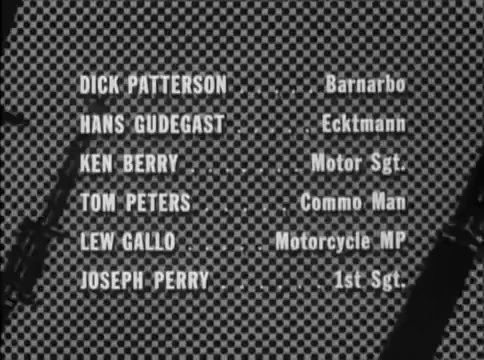 DICK PATTERSON . . . . . Barnarbo
HANS GUDEGAST . . . . . Ecktmann
KEN BERRY . . . . . . . Motor Sgt.
TOM PETERS . . . . . Commo Man
LEW GALLO . . . . . Motorcycle MP
JOSEPH PERRY . . . . . . 1st Sgt.